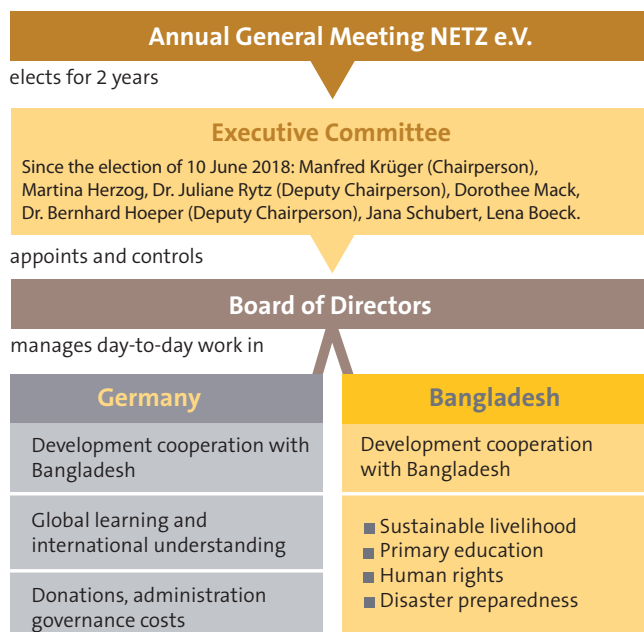 Annual General Meeting NETZ e.V.
elects for 2 years
Executive Committee
Since the election of 10 June 2018: Manfred Krüger (Chairperson),
Martina Herzog, Dr. Juliane Rytz (Deputy Chairperson), Dorothee Mack,
Dr. Bernhard Hoeper (Deputy Chairperson), Jana Schubert, Lena Boeck.
appoints and controls
Board of Directors
manages day-to-day work in
Germany
Development cooperation with
Bangladesh
Global learning and
international understanding
Donations, administration
governance costs
Bangladesh
Development cooperation
with Bangladesh
Sustainable livelihood
Primary education
Human rights
Disaster preparedness